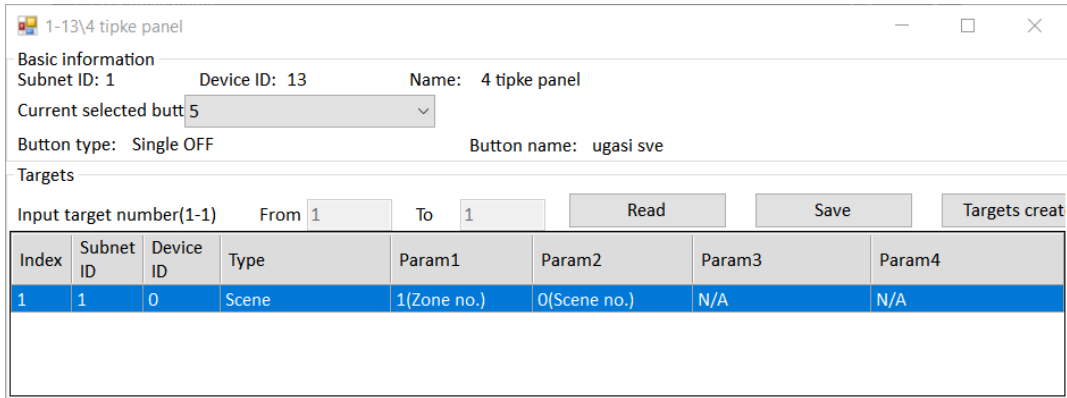 1-13\4 tipke panel
Basic information
Subnet ID: 1 Device ID: 13 Name: 4 tipke panel
Current selected butt 5
Button type: Single OFF Button name: ugasi sve
Targets
Input target number(1-1) From 1 To 1 Read Save Targets creat
Index Subnet ID Device ID Type Param1 Param2 Param3 Param4
1 1 0 Scene 1(Zone no.) 0(Scene no.) N/A N/A